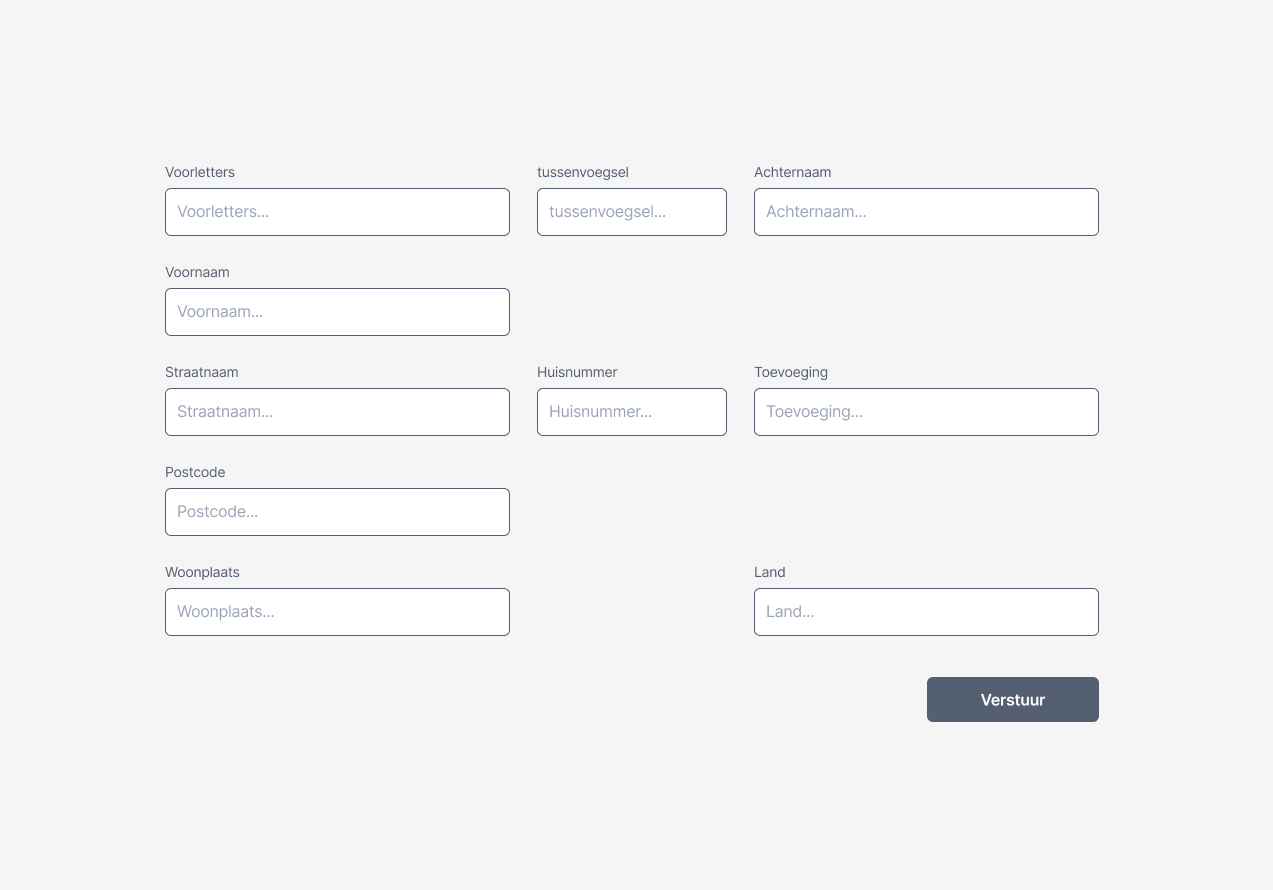 Voorletters tussenvoegsel Achternaam
Voorletters... tussenvoegsel... Achternaam...
Voornaam
Voornaam...
Straatnaam Huisnummer Toevoeging
Straatnaam... Huisnummer... Toevoeging...
Postcode
Postcode...
Woonplaats Land
Woonplaats... Land...
Verstuur